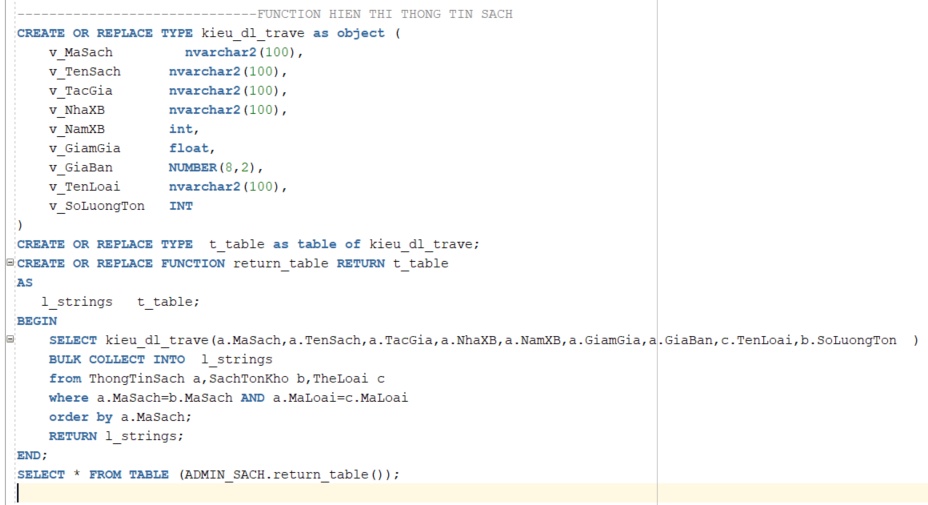 ------------------------------FUNCTION HIEN THI THONG TIN SACH
CREATE OR REPLACE TYPE kieu_dl_trave as object (
    v_MaSach         nvarchar2(100),
    v_TenSach      nvarchar2(100),
    v_TacGia       nvarchar2(100),
    v_NhaXB        nvarchar2(100),
    v_NamXB        int,
    v_GiamGia      float,
    v_GiaBan       NUMBER(8,2),
    v_TenLoai      nvarchar2(100),
    v_SoLuongTon   INT
)
CREATE OR REPLACE TYPE  t_table as table of kieu_dl_trave;
CREATE OR REPLACE FUNCTION return_table RETURN t_table
AS
   l_strings   t_table;
BEGIN
    SELECT kieu_dl_trave(a.MaSach,a.TenSach,a.TacGia,a.NhaXB,a.NamXB,a.GiamGia,a.GiaBan,c.TenLoai,b.SoLuongTon  )
    BULK COLLECT INTO  l_strings
    from ThongTinSach a,SachTonKho b,TheLoai c
    where a.MaSach=b.MaSach AND a.MaLoai=c.MaLoai
    order by a.MaSach;
    RETURN l_strings;
END;
SELECT * FROM TABLE (ADMIN_SACH.return_table());